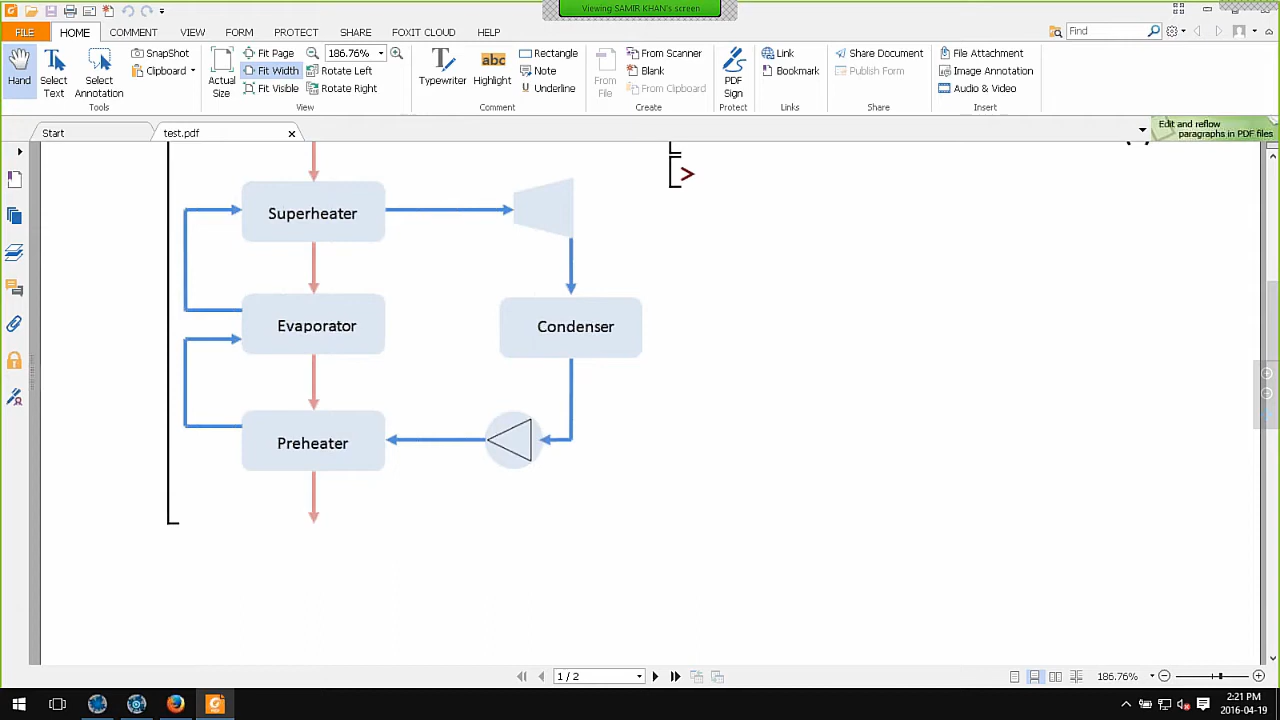 Viewing SAMIR KHAN's screen
FILE HOME COMMENT VIEW FORM PROTECT SHARE FOXIT CLOUD HELP
Find
Hand
Select Text
Select Annotation
SnapShot
Clipboard
Tools
Actual Size
Fit Page
Fit Width
Fit Visible
186.76%
Rotate Left
Rotate Right
View
Typewriter
abc
Highlight
Rectangle
Note
Underline
Comment
From File
From Scanner
Blank
From Clipboard
Create
PDF Sign
Protect
Link
Bookmark
Links
Share Document
Publish Form
Share
File Attachment
Image Annotation
Audio & Video
Insert
Start
test.pdf
Edit and reflow
paragraphs in PDF files
>
Superheater
Evaporator
Condenser
Preheater
1 / 2
186.76%
2:21 PM
2016-04-19